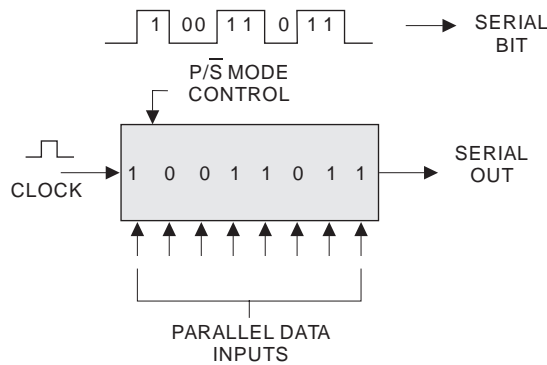 1 00 11 0 11
SERIAL
BIT
P/S̅ MODE
CONTROL
CLOCK
1 0 0 1 1 0 1 1
SERIAL
OUT
PARALLEL DATA
INPUTS